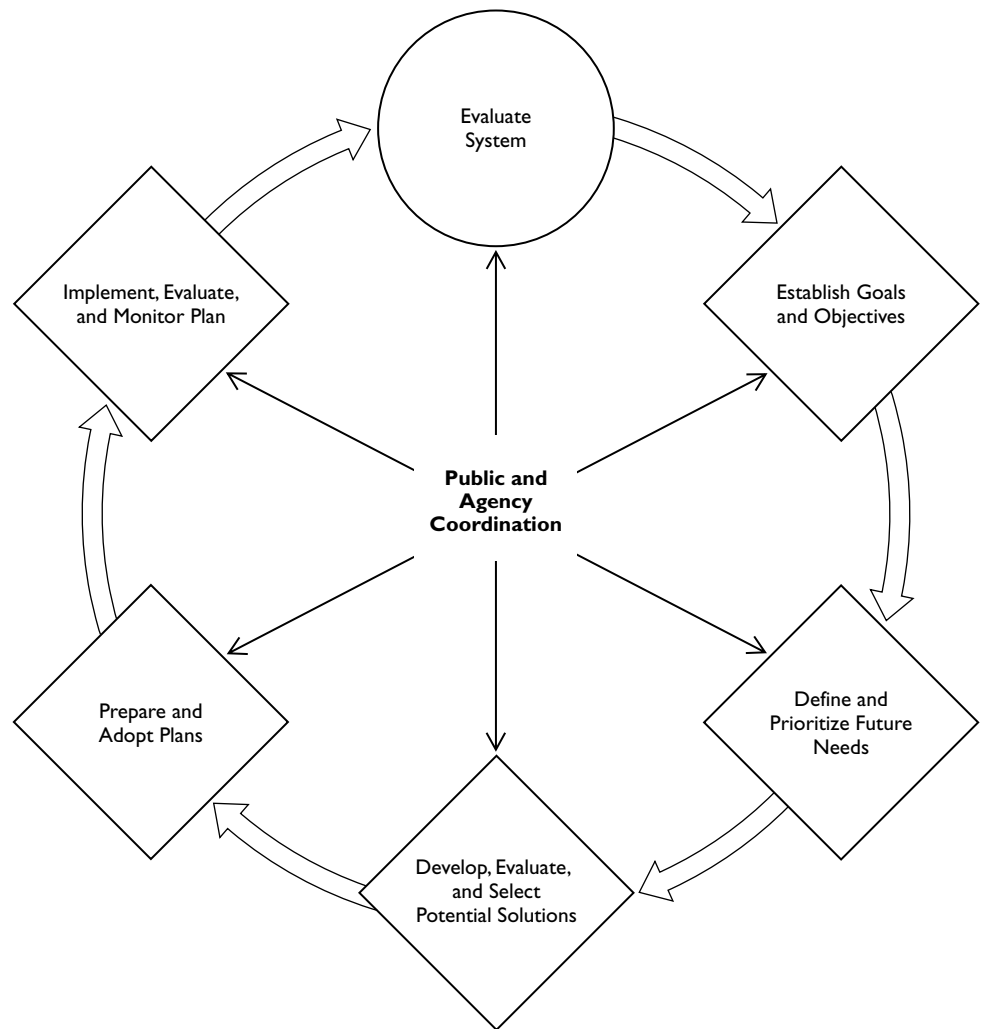 Evaluate
System
Establish Goals
and Objectives
Define and
Prioritize Future
Needs
Develop, Evaluate,
and Select
Potential Solutions
Prepare and
Adopt Plans
Implement, Evaluate,
and Monitor Plan
Public and
Agency
Coordination